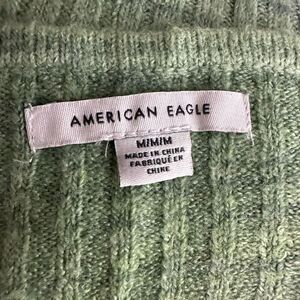 AMERICAN EAGLE
M/M/M
MADE IN CHINA
FABRIQUÉ EN
CHINE